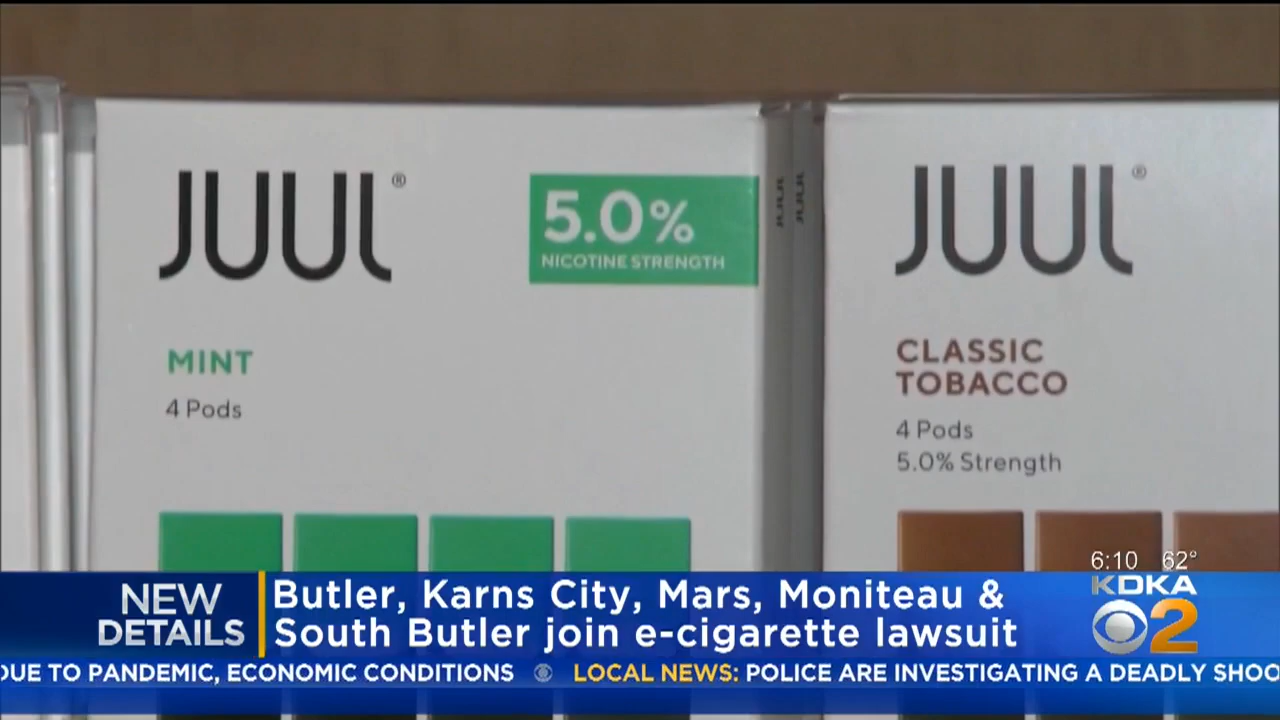 JUUL®
5.0%
NICOTINE STRENGTH
MINT
4 Pods
JUUL JUUL
JUUL®
CLASSIC
TOBACCO
4 Pods
5.0% Strength
6:10 62°
KDKA
2
NEW
DETAILS
Butler, Karns City, Mars, Moniteau &
South Butler join e-cigarette lawsuit
DUE TO PANDEMIC, ECONOMIC CONDITIONS LOCAL NEWS: POLICE ARE INVESTIGATING A DEADLY SHOO